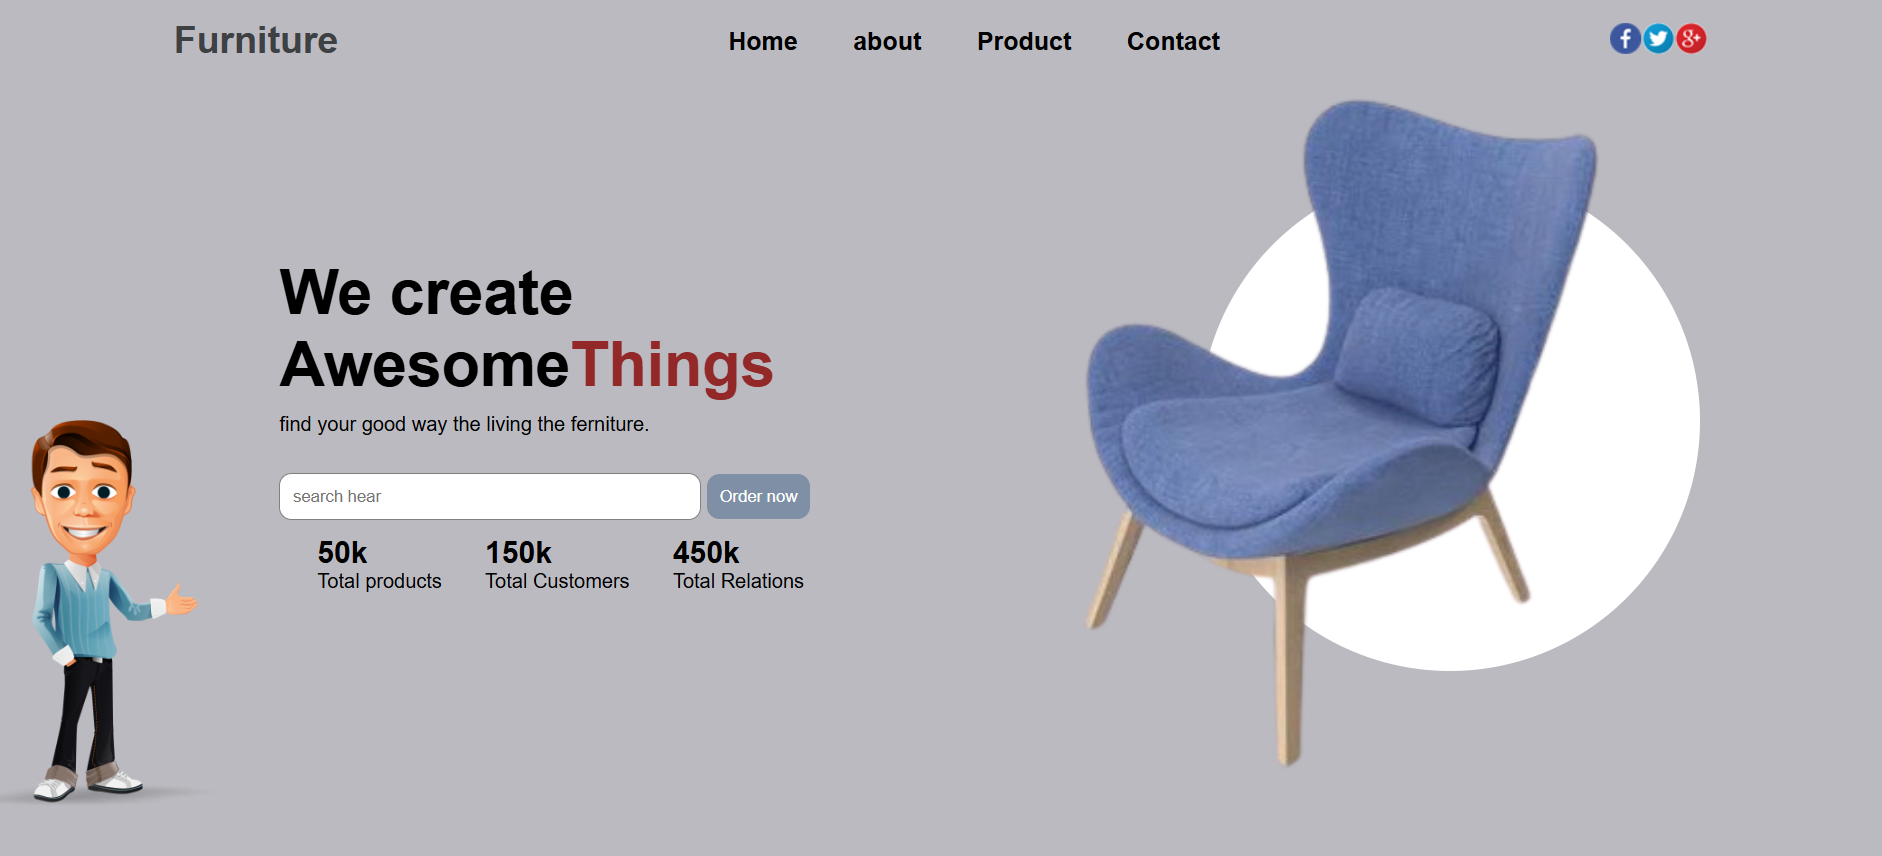 Furniture
Home about Product Contact
f g+
We create
AwesomeThings
find your good way the living the ferniture.
search hear
Order now
50k 150k 450k
Total products Total Customers Total Relations